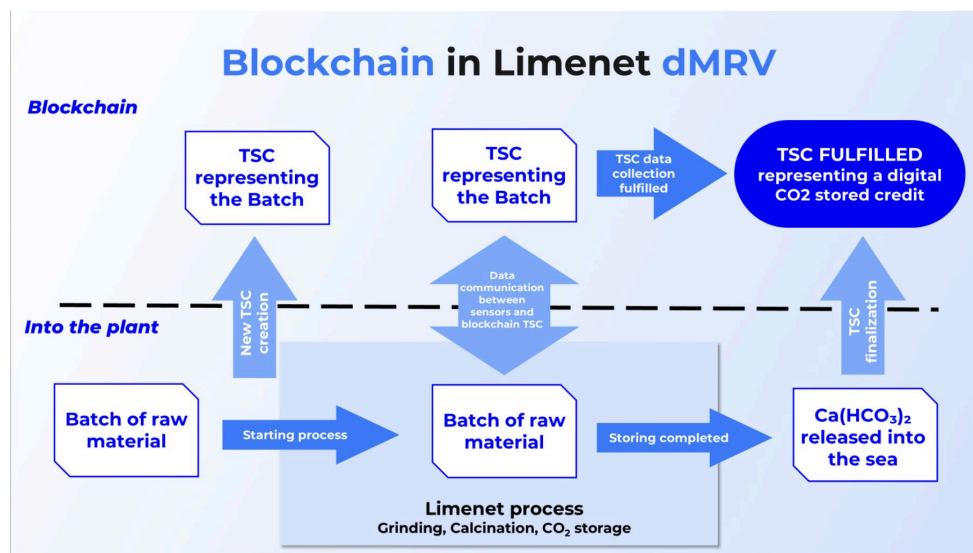 Blockchain in Limenet dMRV
Blockchain
TSC
representing
the Batch
TSC
representing
the Batch
TSC data
collection
fulfilled
TSC FULFILLED
representing a digital
CO2 stored credit
New TSC
creation
Data
communication
between
sensors and
blockchain TSC
TSC
finalization
Into the plant
Batch of raw
material
Starting process
Batch of raw
material
Storing completed
Ca(HCO₃)₂
released into
the sea
Limenet process
Grinding, Calcination, CO₂ storage